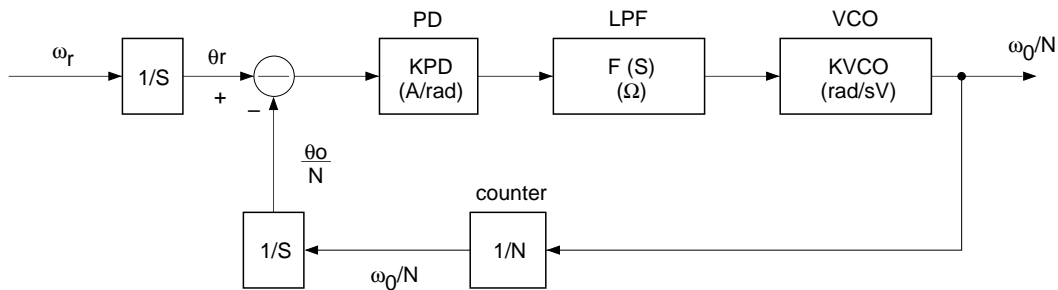 PD
LPF
VCO
ωr
1/S
θr
+
−
KPD
(A/rad)
F (S)
(Ω)
KVCO
(rad/sV)
ω0/N
θo
N
counter
1/S
ω0/N
1/N